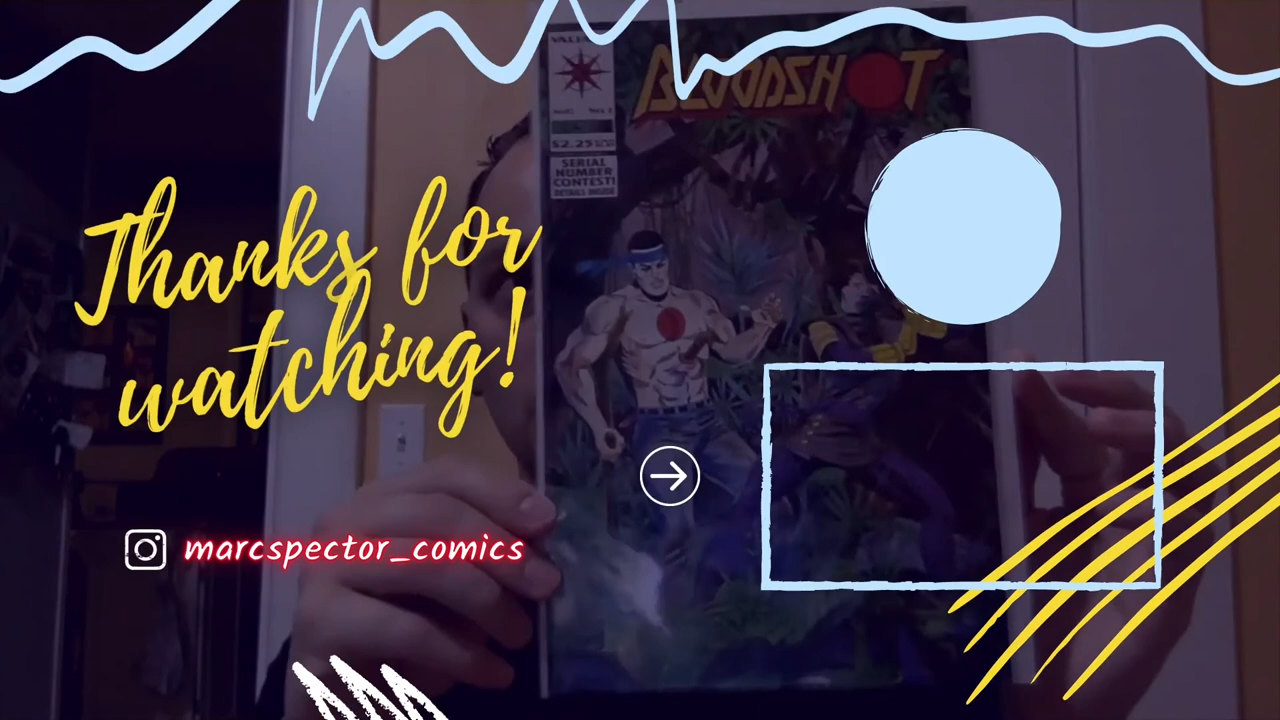 VALIANT
BLOODSHOT
$2.25
SERIAL
NUMBER
CONTEST!
DETAILS INSIDE
Thanks for
watching!
marcspector_comics